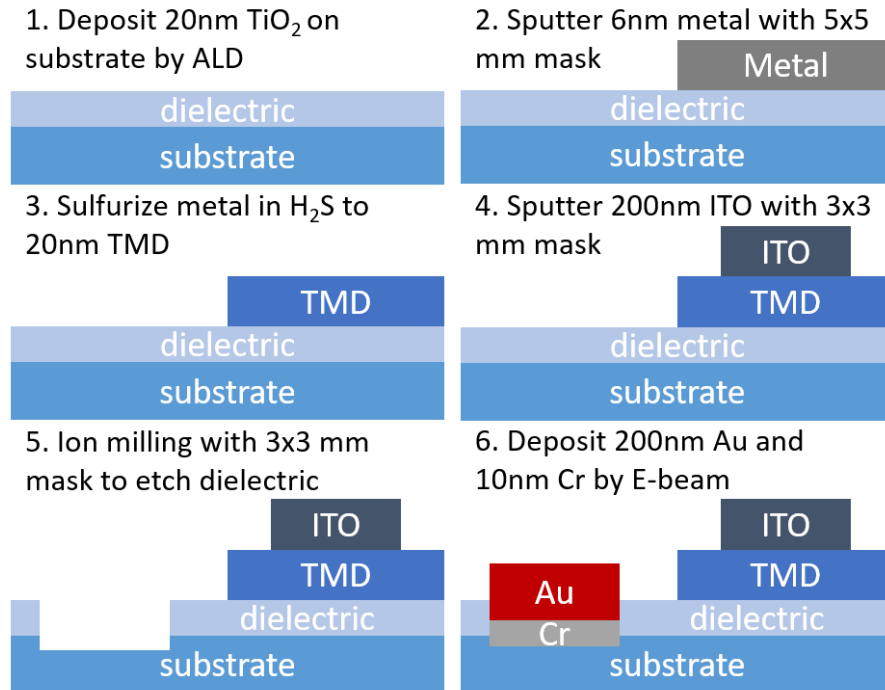 1. Deposit 20nm TiO₂ on
substrate by ALD
dielectric
substrate
2. Sputter 6nm metal with 5x5
mm mask
Metal
dielectric
substrate
3. Sulfurize metal in H₂S to
20nm TMD
TMD
dielectric
substrate
4. Sputter 200nm ITO with 3x3
mm mask
ITO
TMD
dielectric
substrate
5. Ion milling with 3x3 mm
mask to etch dielectric
ITO
TMD
dielectric
substrate
6. Deposit 200nm Au and
10nm Cr by E-beam
ITO
TMD
Au
Cr
dielectric
substrate